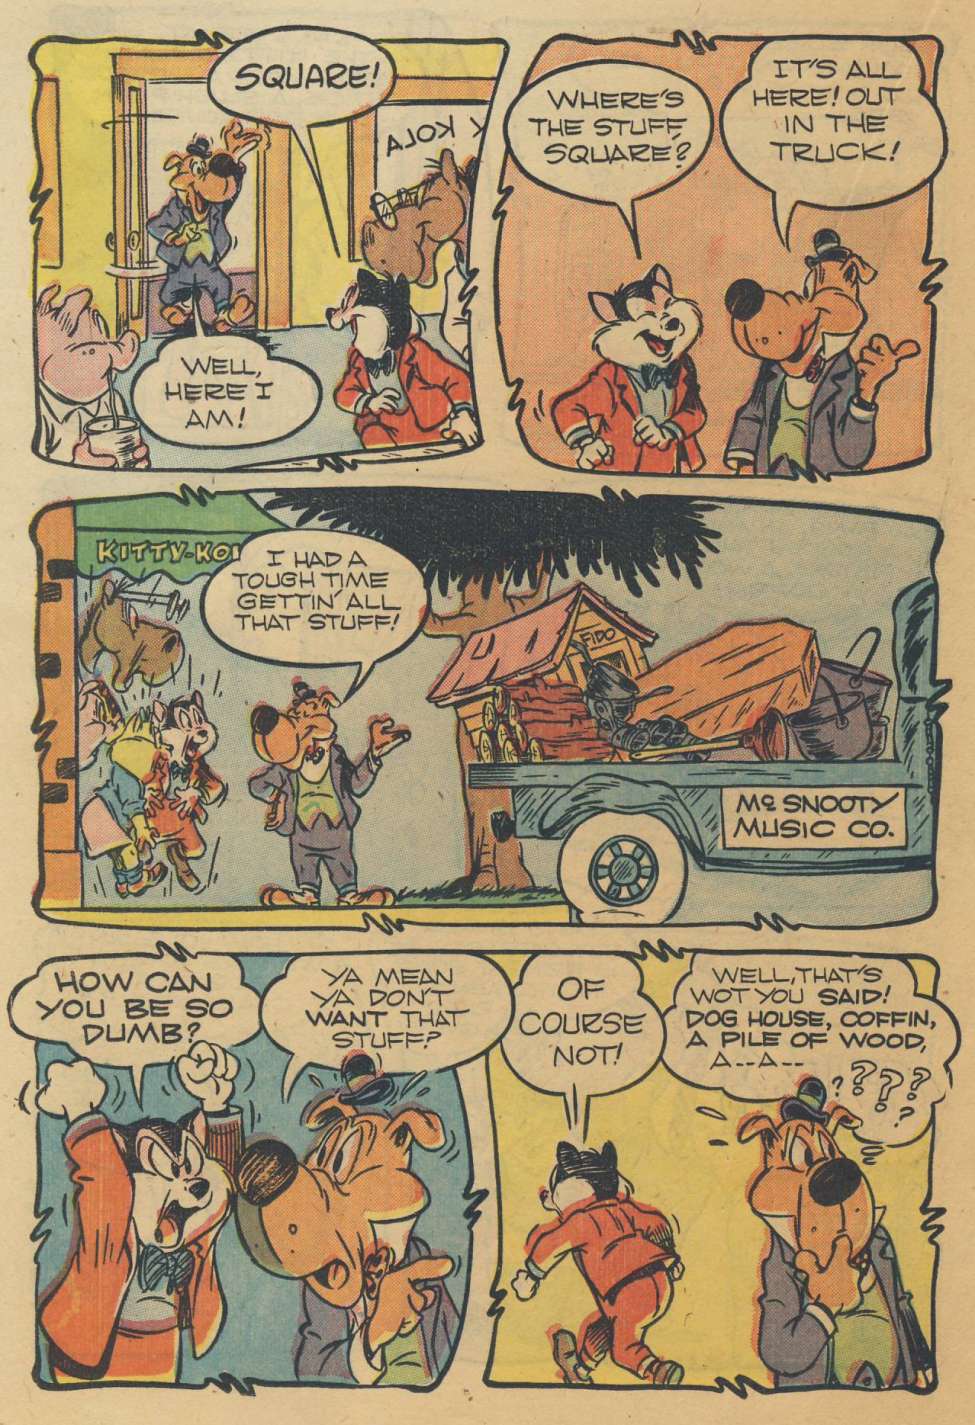 SQUARE!
WELL,
HERE I
AM!
Y KOLA
WHERE'S
THE STUFF,
SQUARE?
IT'S ALL
HERE! OUT
IN THE
TRUCK!
KITTY-KO
I HAD A
TOUGH TIME
GETTIN' ALL
THAT STUFF!
FIDO
Mc SNOOTY
MUSIC CO.
HOW CAN
YOU BE SO
DUMB?
YA MEAN
YA DON'T
WANT THAT
STUFF?
OF
COURSE
NOT!
WELL, THAT'S
WOT YOU SAID!
DOG HOUSE, COFFIN,
A PILE OF WOOD,
A--A--
????
?